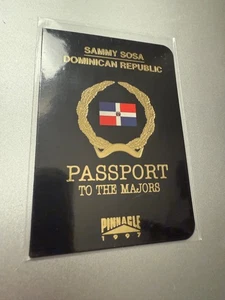 SAMMY SOSA
DOMINICAN REPUBLIC
PASSPORT
TO THE MAJORS
PINNACLE
1997